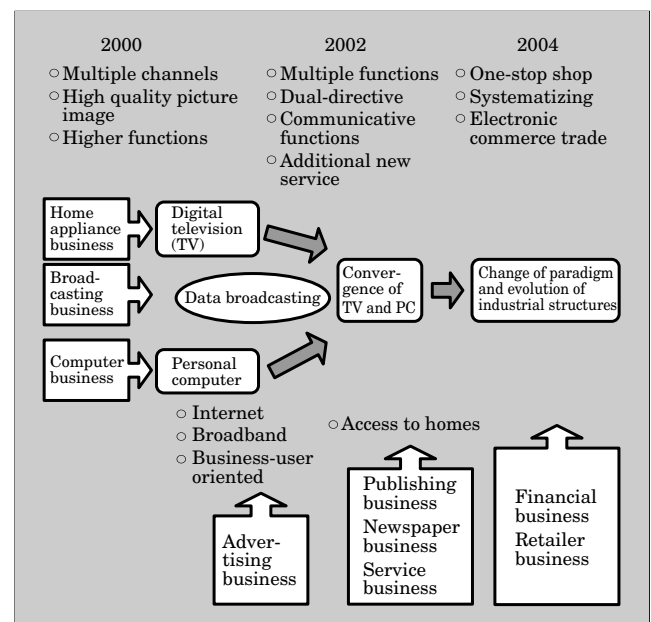 2000
○ Multiple channels
○ High quality picture
image
○ Higher functions
2002
○ Multiple functions
○ Dual-directive
○ Communicative
functions
○ Additional new
service
2004
○ One-stop shop
○ Systematizing
○ Electronic
commerce trade
Home
appliance
business
Digital
television
(TV)
Broad-
casting
business
Data broadcasting
Conver-
gence of
TV and PC
Change of paradigm
and evolution of
industrial structures
Computer
business
Personal
computer
○ Internet
○ Broadband
○ Business-user
oriented
○ Access to homes
Adver-
tising
business
Publishing
business
Newspaper
business
Service
business
Financial
business
Retailer
business